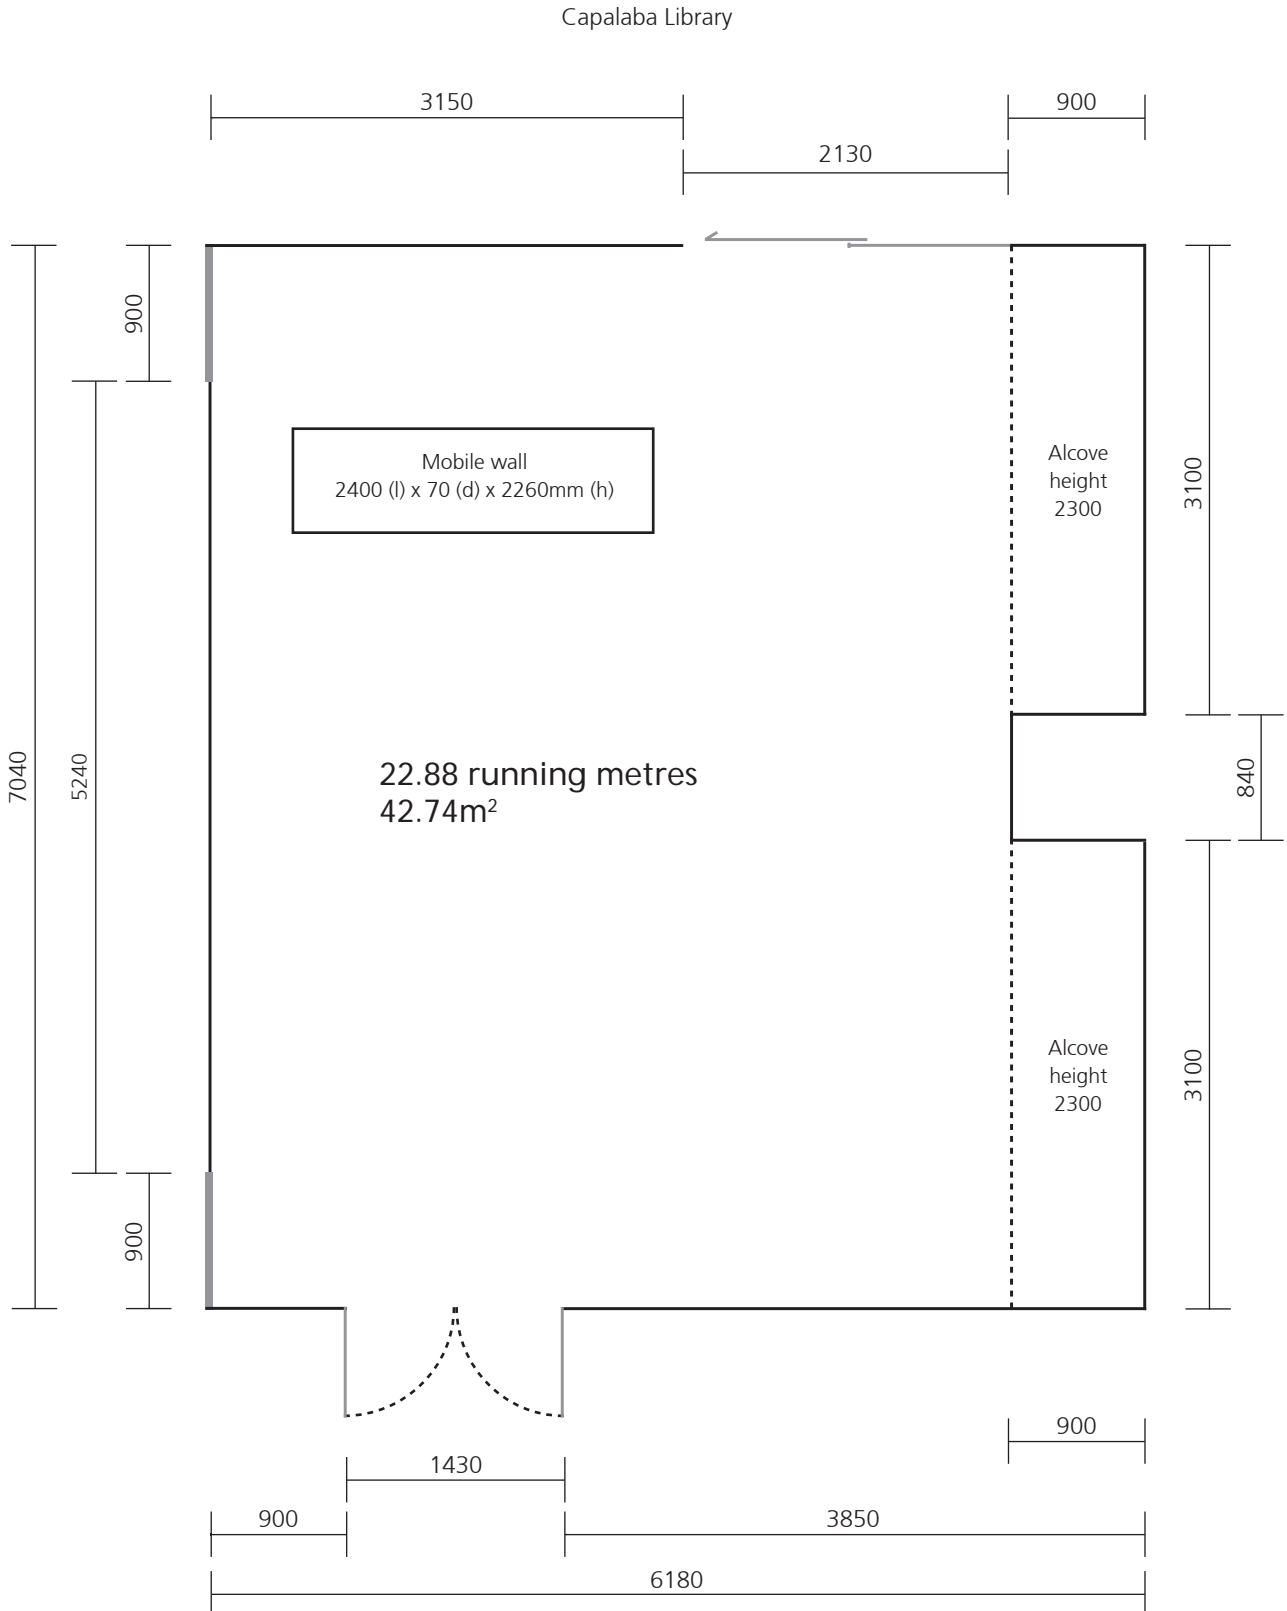 Capalaba Library
3150
900
2130
900
Mobile wall
2400 (l) x 70 (d) x 2260mm (h)
Alcove
height
2300
3100
22.88 running metres
42.74m²
7040
5240
840
Alcove
height
2300
3100
900
900
1430
900
3850
6180